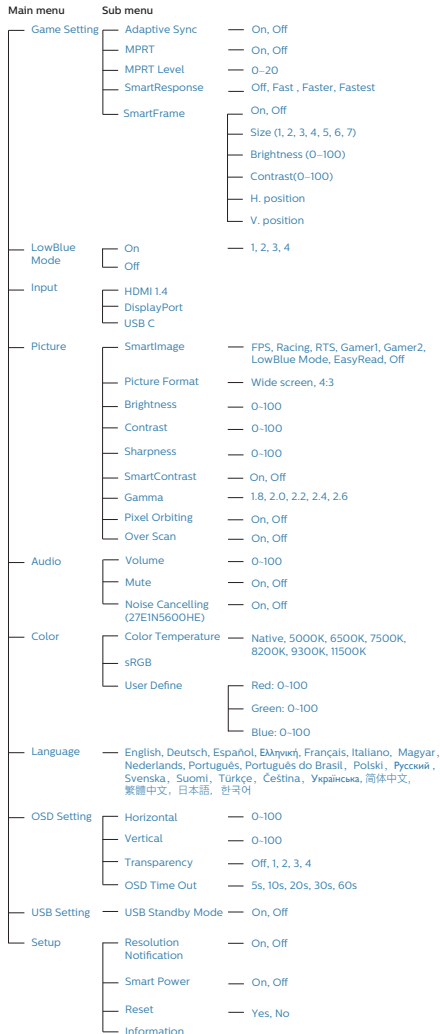 Main menu Sub menu
Game Setting Adaptive Sync On, Off
MPRT On, Off
MPRT Level 0–20
SmartResponse Off, Fast , Faster, Fastest
SmartFrame On, Off
Size (1, 2, 3, 4, 5, 6, 7)
Brightness (0–100)
Contrast(0–100)
H. position
V. position
LowBlue On 1, 2, 3, 4
Mode
Off
Input HDMI 1.4
DisplayPort
USB C
Picture SmartImage FPS, Racing, RTS, Gamer1, Gamer2,
LowBlue Mode, EasyRead, Off
Picture Format Wide screen, 4:3
Brightness 0~100
Contrast 0~100
Sharpness 0~100
SmartContrast On, Off
Gamma 1.8, 2.0, 2.2, 2.4, 2.6
Pixel Orbiting On, Off
Over Scan On, Off
Audio Volume 0~100
Mute On, Off
Noise Cancelling On, Off
(27E1N5600HE)
Color Color Temperature Native, 5000K, 6500K, 7500K,
8200K, 9300K, 11500K
sRGB
User Define Red: 0~100
Green: 0~100
Blue: 0~100
Language English, Deutsch, Español, Ελληνική, Français, Italiano, Magyar,
Nederlands, Português, Português do Brasil, Polski, Русский ,
Svenska, Suomi, Türkçe, Čeština, Українська, 简体中文,
繁體中文, 日本語, 한국어
OSD Setting Horizontal 0~100
Vertical 0~100
Transparency Off, 1, 2, 3, 4
OSD Time Out 5s, 10s, 20s, 30s, 60s
USB Setting USB Standby Mode On, Off
Setup Resolution On, Off
Notification
Smart Power On, Off
Reset Yes, No
Information